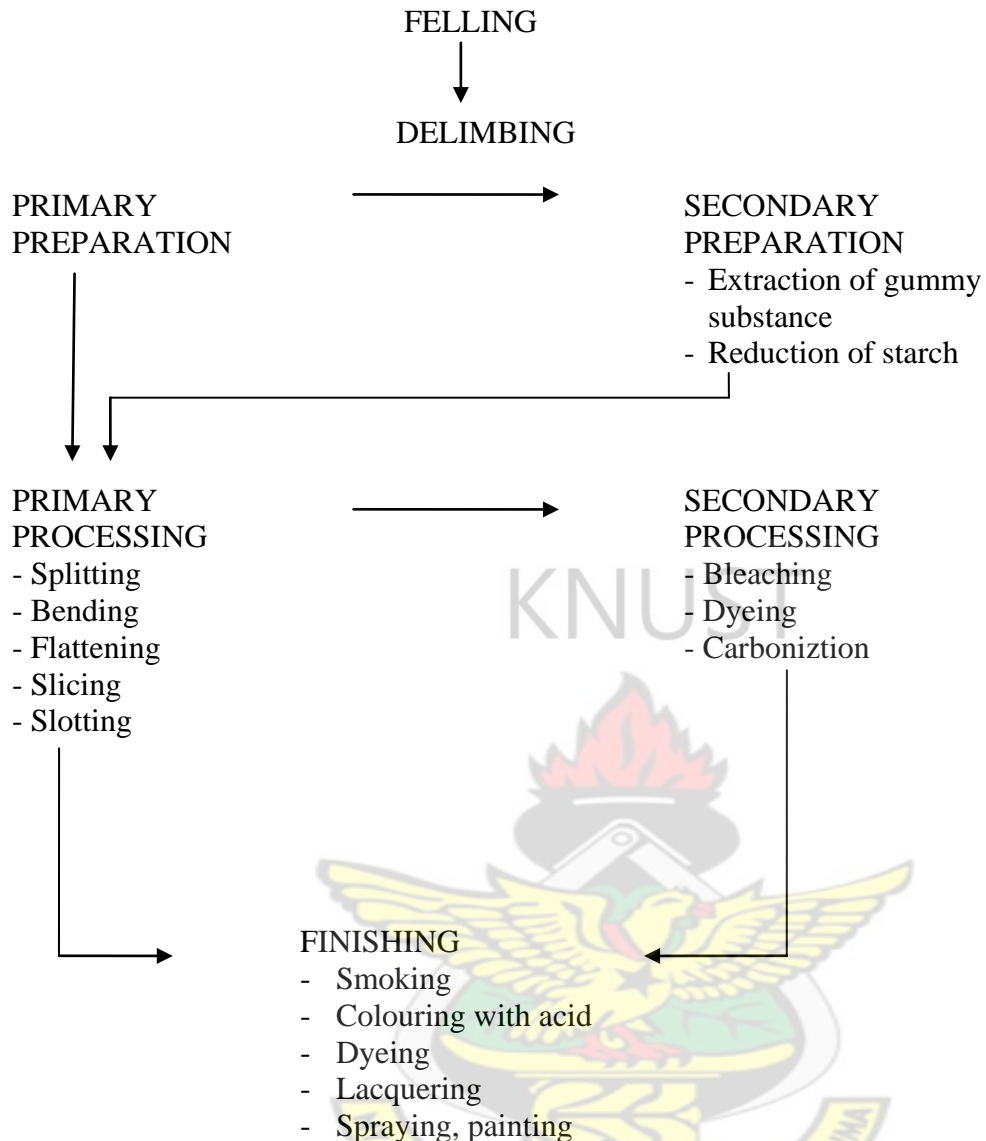 FELLING
DELIMBING
PRIMARY
PREPARATION
SECONDARY
PREPARATION
- Extraction of gummy
substance
- Reduction of starch
PRIMARY
PROCESSING
- Splitting
- Bending
- Flattening
- Slicing
- Slotting
SECONDARY
PROCESSING
- Bleaching
- Dyeing
- Carboniztion
KNUST
FINISHING
- Smoking
- Colouring with acid
- Dyeing
- Lacquering
- Spraying, painting